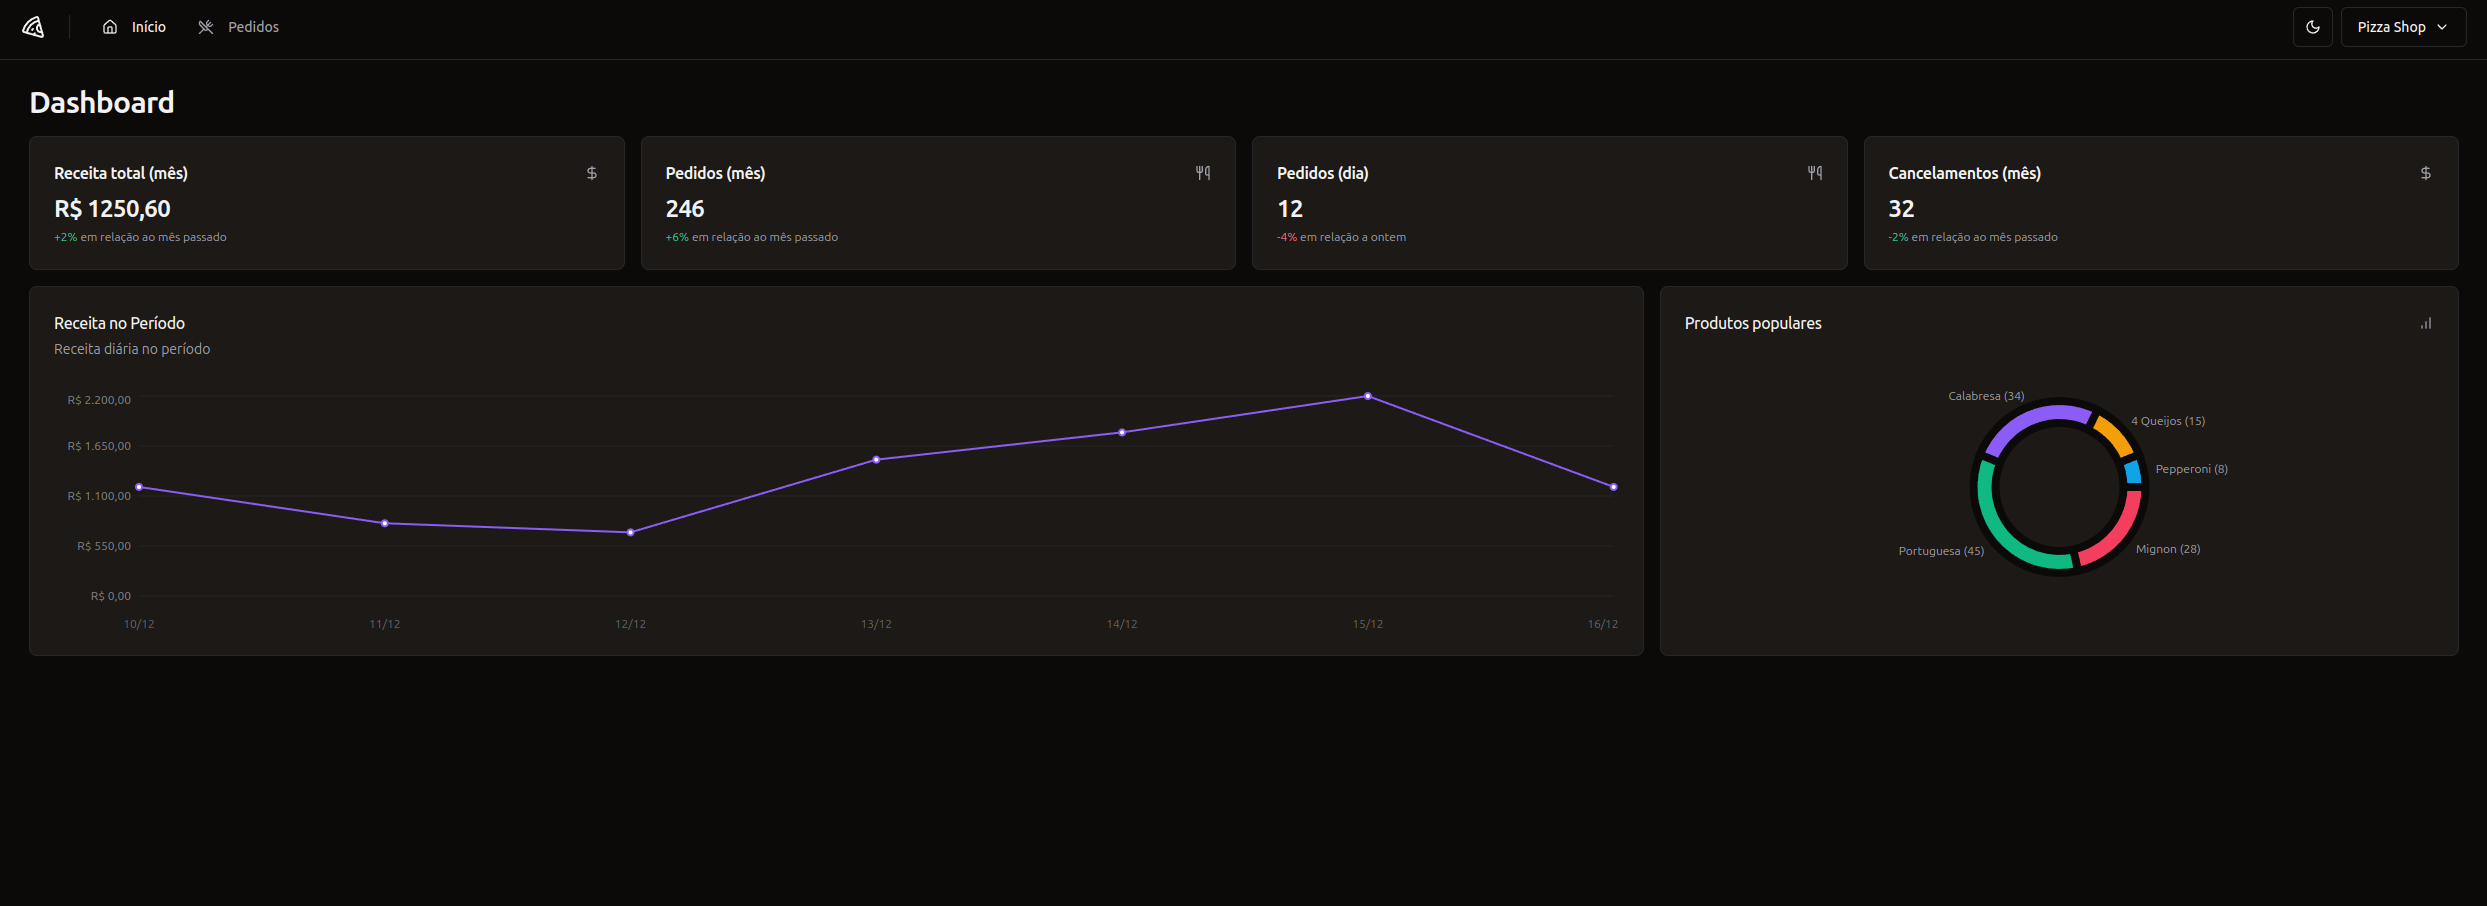 Início
Pedidos
Pizza Shop
Dashboard
Receita total (mês)
R$ 1250,60
+2% em relação ao mês passado
Pedidos (mês)
246
+6% em relação ao mês passado
Pedidos (dia)
12
-4% em relação a ontem
Cancelamentos (mês)
32
-2% em relação ao mês passado
Receita no Período
Receita diária no período
R$ 2.200,00
R$ 1.650,00
R$ 1.100,00
R$ 550,00
R$ 0,00
10/12
11/12
12/12
13/12
14/12
15/12
16/12
Produtos populares
Calabresa (34)
4 Queijos (15)
Pepperoni (8)
Portuguesa (45)
Mignon (28)